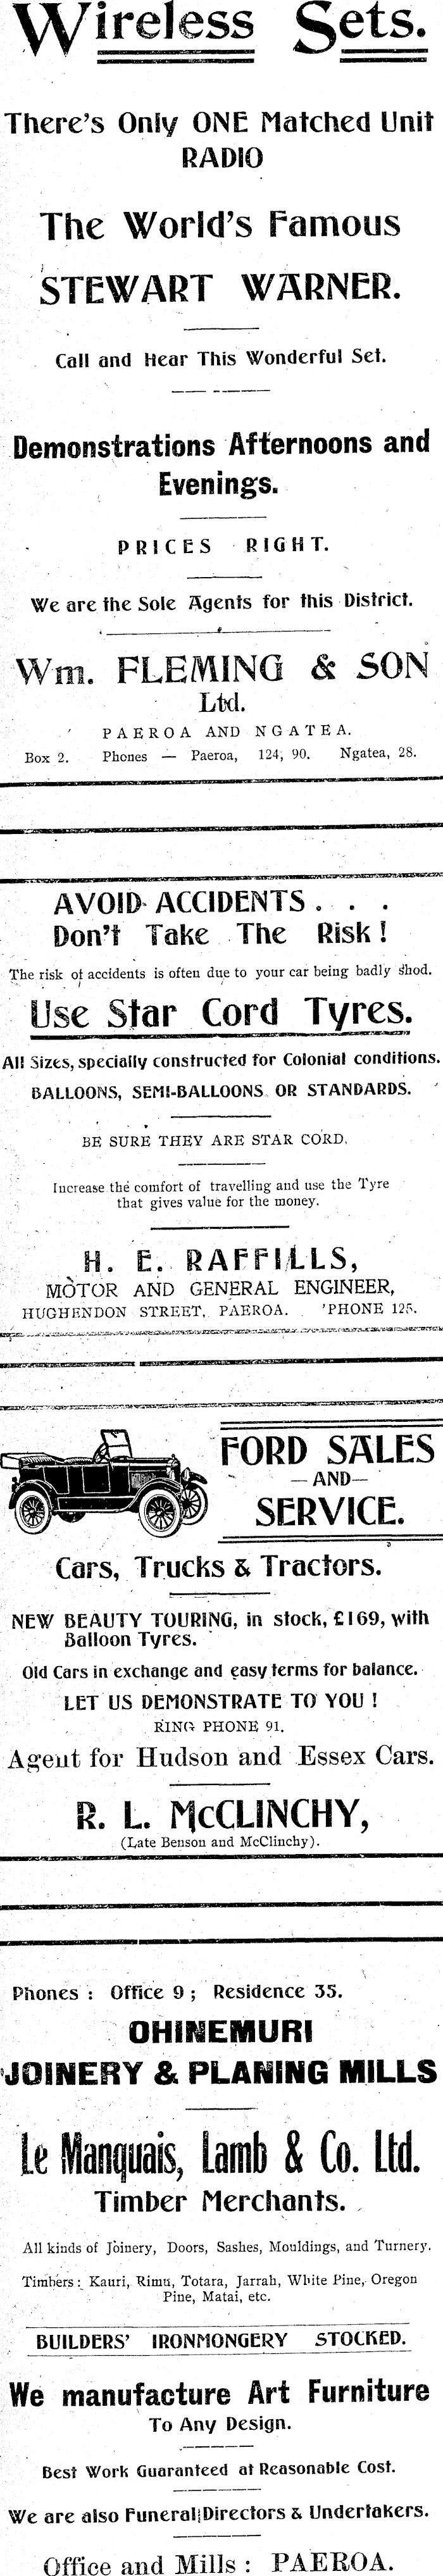 Wireless Sets.
There's Only ONE Matched Unit
RADIO
The World's Famous
STEWART WARNER.
Call and Hear This Wonderful Set.
Demonstrations Afternoons and
Evenings.
PRICES RIGHT.
We are the Sole Agents for this District.
Wm. FLEMING & SON
Ltd.
PAEROA AND NGATEA.
Box 2. Phones — Paeroa, 124, 90. Ngatea, 28.
AVOID ACCIDENTS . . .
Don't Take The Risk!
The risk of accidents is often due to your car being badly shod.
Use Star Cord Tyres.
All Sizes, specially constructed for Colonial conditions.
BALLOONS, SEMI-BALLOONS OR STANDARDS.
BE SURE THEY ARE STAR CORD.
Increase the comfort of travelling and use the Tyre
that gives value for the money.
H. E. RAFFILLS,
MOTOR AND GENERAL ENGINEER,
HUGHENDON STREET, PAEROA. 'PHONE 125.
FORD SALES
—AND—
SERVICE.
Cars, Trucks & Tractors.
NEW BEAUTY TOURING, in stock, £169, with
Balloon Tyres.
Old Cars in exchange and easy terms for balance.
LET US DEMONSTRATE TO YOU!
RING PHONE 91.
Agent for Hudson and Essex Cars.
R. L. McCLINCHY,
(Late Benson and McClinchy).
Phones: Office 9; Residence 35.
OHINEMURI
JOINERY & PLANING MILLS
Le Manquais, Lamb & Co. Ltd.
Timber Merchants.
All kinds of Joinery, Doors, Sashes, Mouldings, and Turnery.
Timbers: Kauri, Rimu, Totara, Jarrah, White Pine, Oregon
Pine, Matai, etc.
BUILDERS' IRONMONGERY STOCKED.
We manufacture Art Furniture
To Any Design.
Best Work Guaranteed at Reasonable Cost.
We are also Funeral Directors & Undertakers.
Office and Mills: PAEROA.